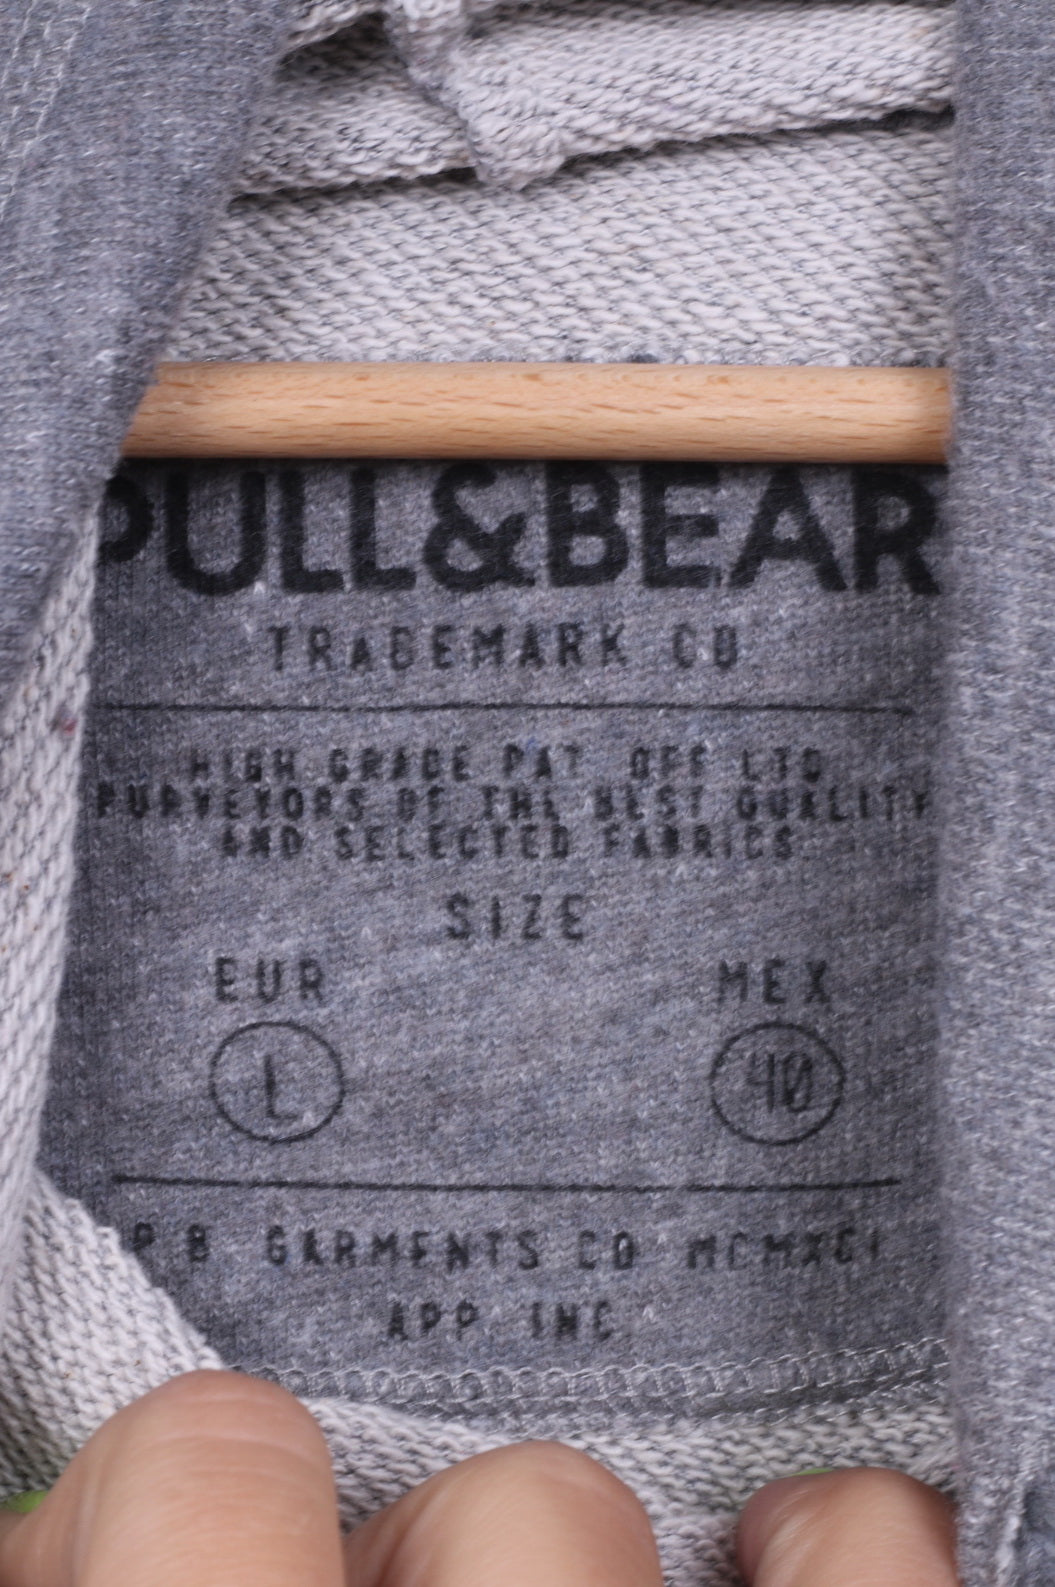 PULL&BEAR
TRADEMARK CO
HIGH GRADE PAT OFF LTD
PURVEYORS OF THE BEST QUALITY
AND SELECTED FABRICS
SIZE
EUR MEX
L 40
P B GARMENTS CO MCMXCI
APP INC